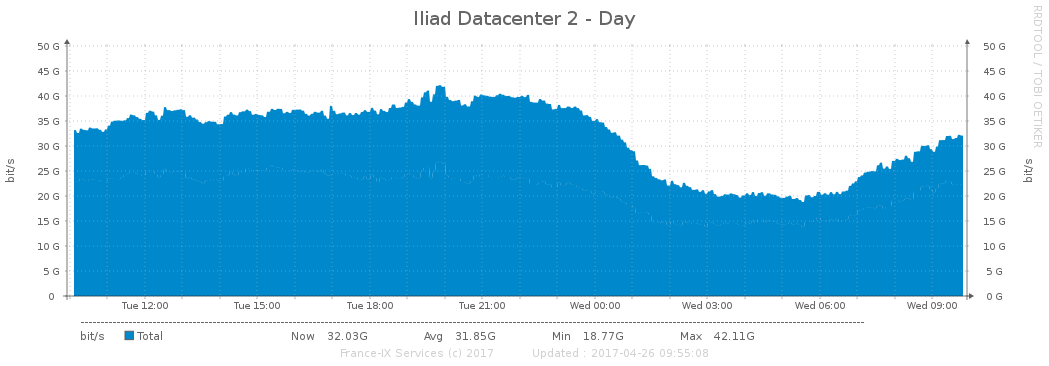 Iliad Datacenter 2 - Day
RRDTOOL / TOBI OETIKER
50 G 50 G
45 G 45 G
40 G 40 G
35 G 35 G
30 G 30 G
25 G 25 G
20 G 20 G
15 G 15 G
10 G 10 G
5 G 5 G
0 0 G
bit/s bit/s
Tue 12:00 Tue 15:00 Tue 18:00 Tue 21:00 Wed 00:00 Wed 03:00 Wed 06:00 Wed 09:00
bit/s Total Now 32.03G Avg 31.85G Min 18.77G Max 42.11G
France-IX Services (c) 2017 Updated : 2017-04-26 09:55:08